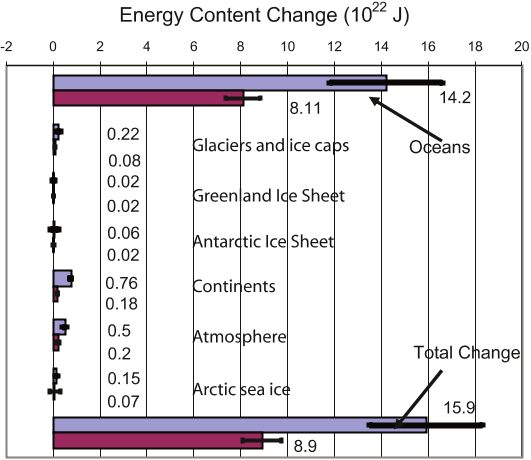 Energy Content Change (10²² J)
-2 0 2 4 6 8 10 12 14 16 18 20
14.2
8.11
Oceans
0.22
Glaciers and ice caps
0.08
0.02
Greenland Ice Sheet
0.02
0.06
Antarctic Ice Sheet
0.02
0.76
Continents
0.18
0.5
Atmosphere
0.2
Total Change
0.15
Arctic sea ice
0.07
15.9
8.9